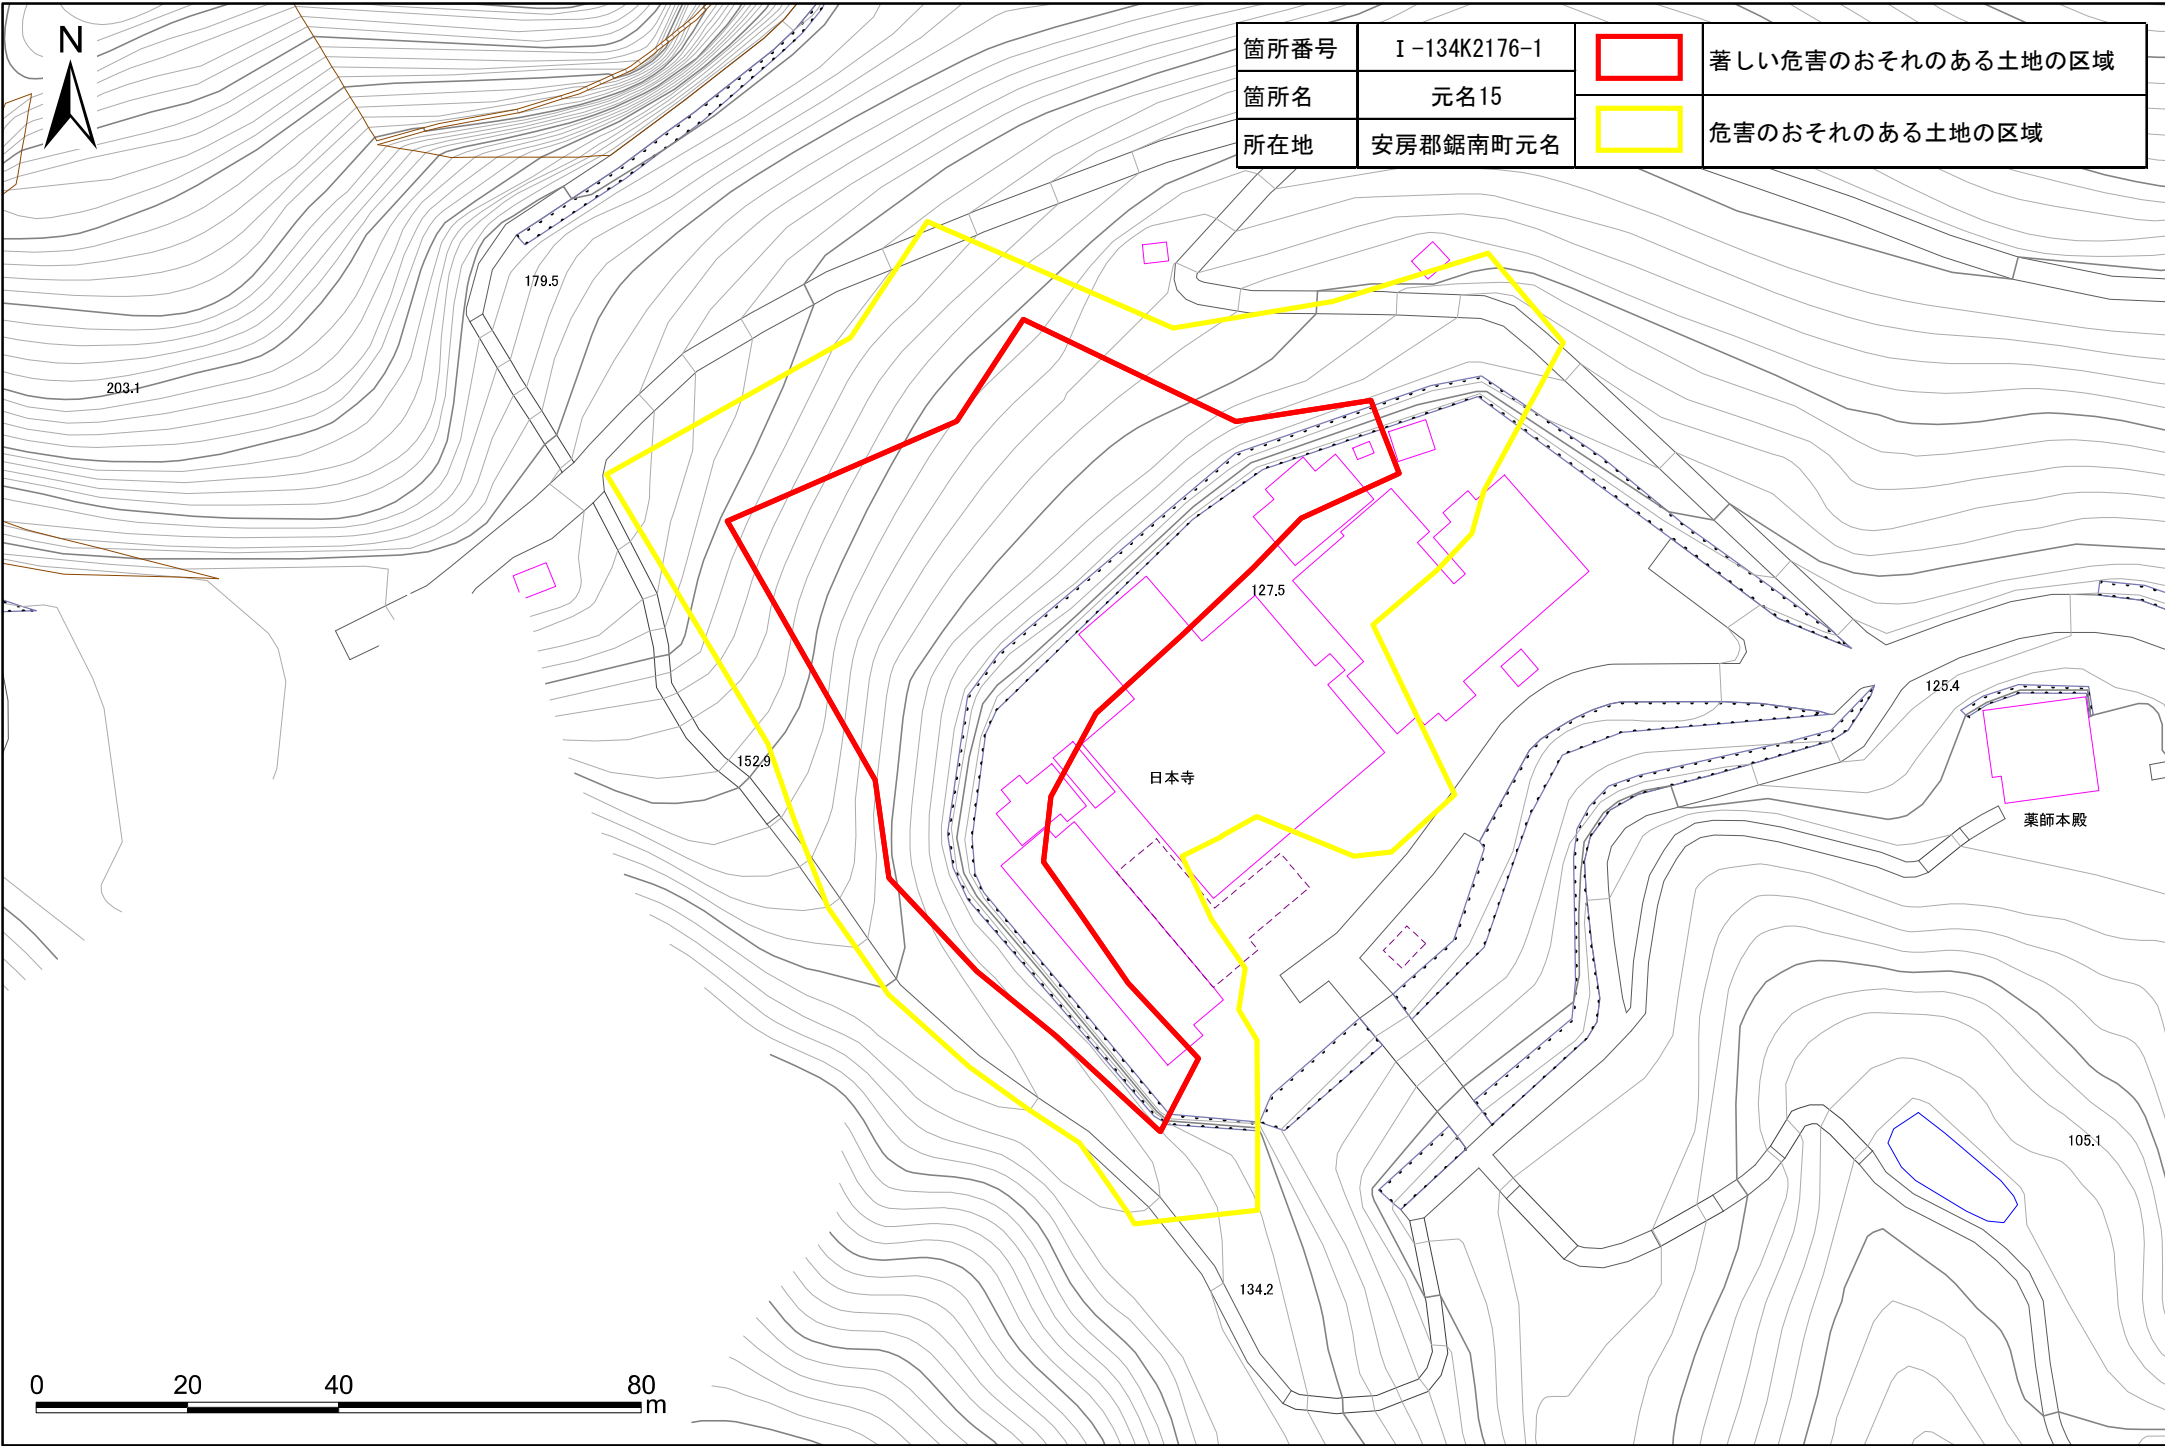 N
箇所番号 I-134K2176-1 著しい危害のおそれのある土地の区域
箇所名 元名15
危害のおそれのある土地の区域
所在地 安房郡鋸南町元名
179.5
203.1
127.5
125.4
152.9
日本寺
薬師本殿
105.1
134.2
0 20 40 80
m